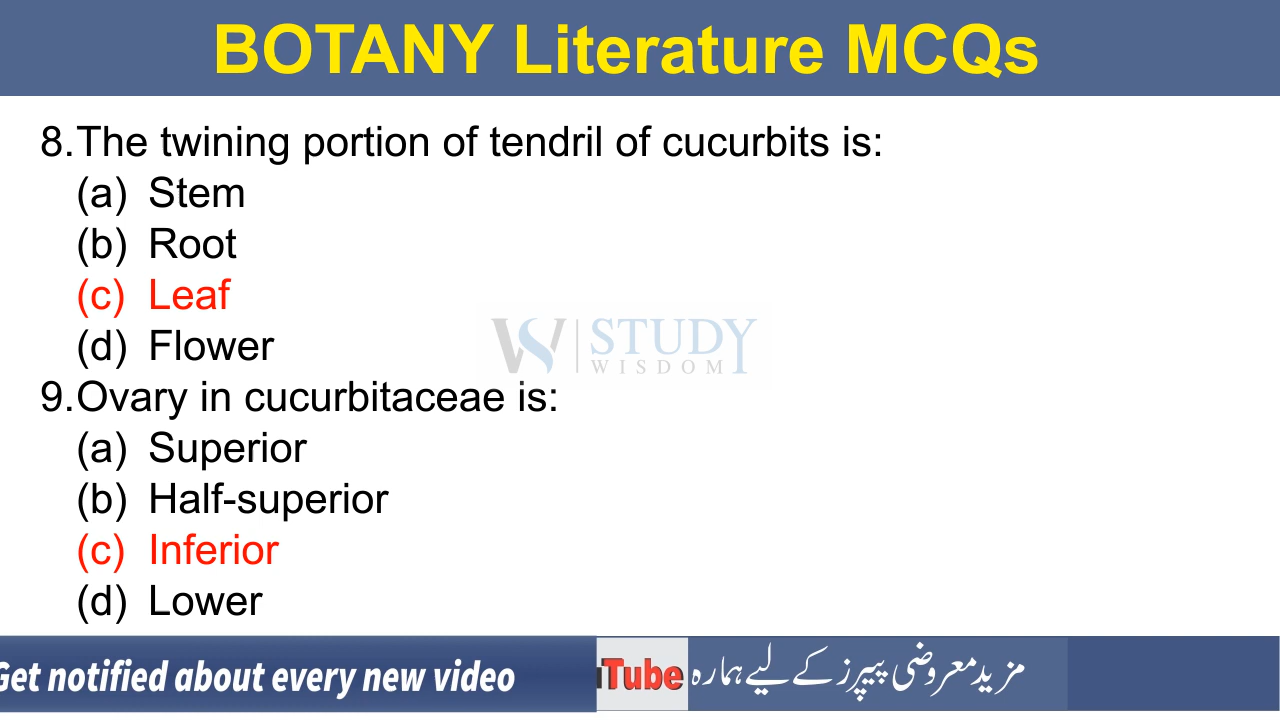 BOTANY Literature MCQs
8.The twining portion of tendril of cucurbits is:
(a) Stem
(b) Root
(c) Leaf
(d) Flower
WS STUDY
WISDOM
9.Ovary in cucurbitaceae is:
(a) Superior
(b) Half-superior
(c) Inferior
(d) Lower
Get notified about every new video
Tube مزید معروضی پیپرز کے لیے ہمارہ